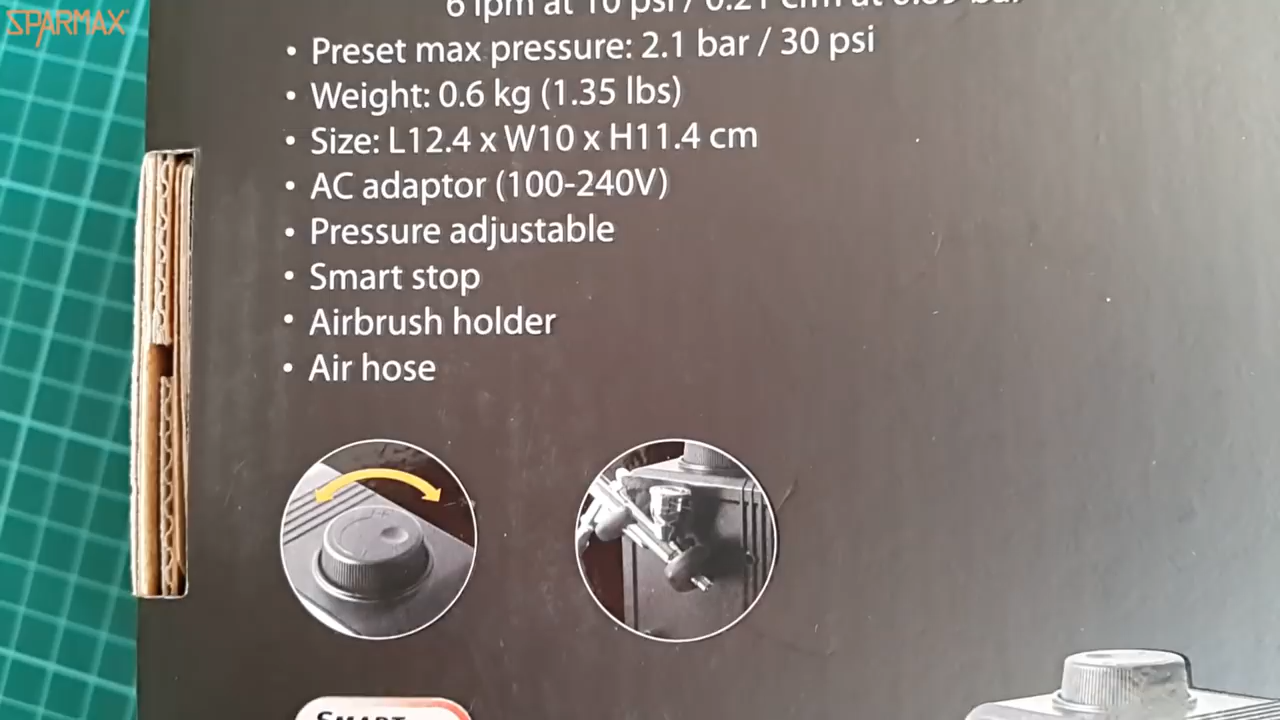 SPARMAX
6 lpm at 10 psi / 0.21 cfm at 0.69 bar
• Preset max pressure: 2.1 bar / 30 psi
• Weight: 0.6 kg (1.35 lbs)
• Size: L12.4 x W10 x H11.4 cm
• AC adaptor (100-240V)
• Pressure adjustable
• Smart stop
• Airbrush holder
• Air hose
SMART